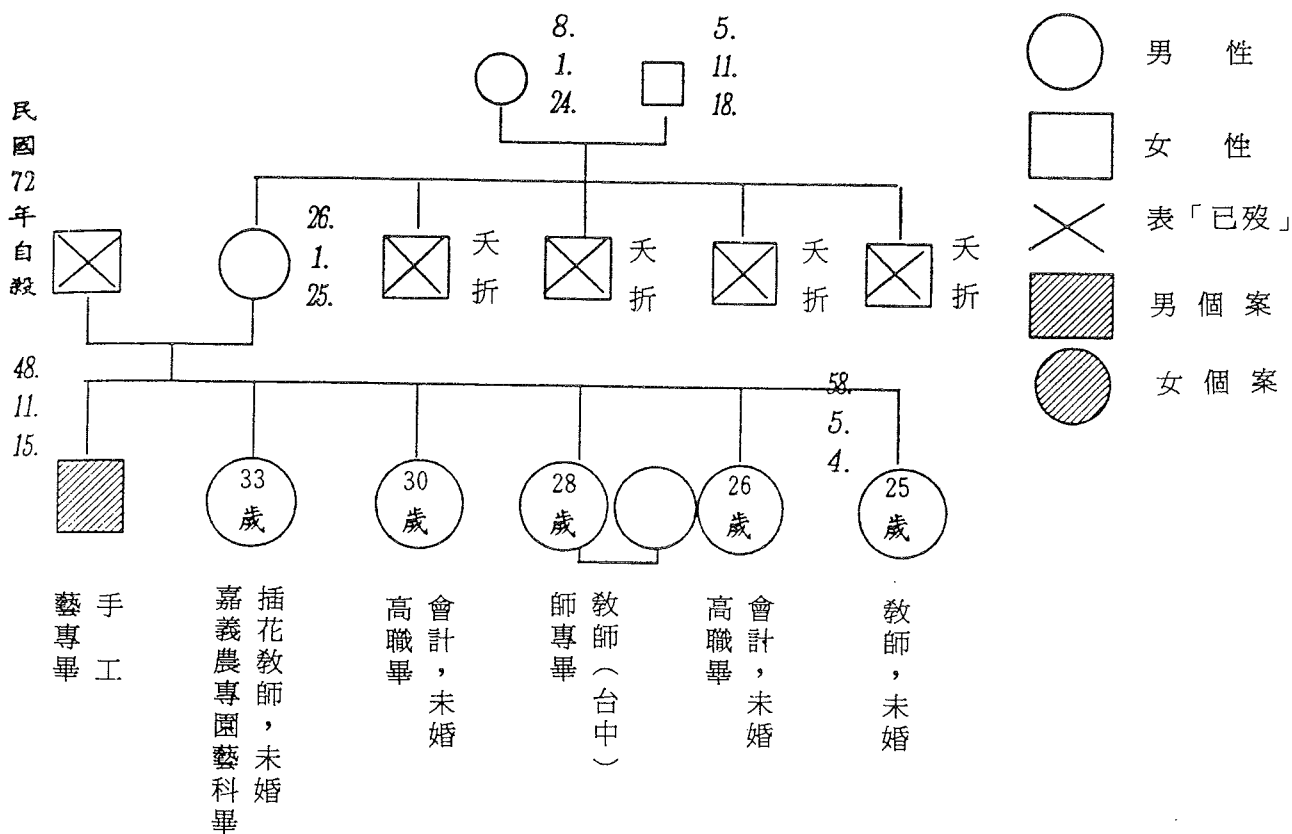 8.
1.
24.
5.
11.
18.
民國72年自殺
26.
1.
25.
夭折
夭折
夭折
夭折
48.
11.
15.
58.
5.
4.
33
歲
30
歲
28
歲
26
歲
25
歲
手工
藝專畢
插花教師，未婚
嘉義農專園藝科畢
會計，未婚
高職畢
教師（台中）
師專畢
會計，未婚
高職畢
教師，未婚
男性
女性
表「已歿」
男個案
女個案